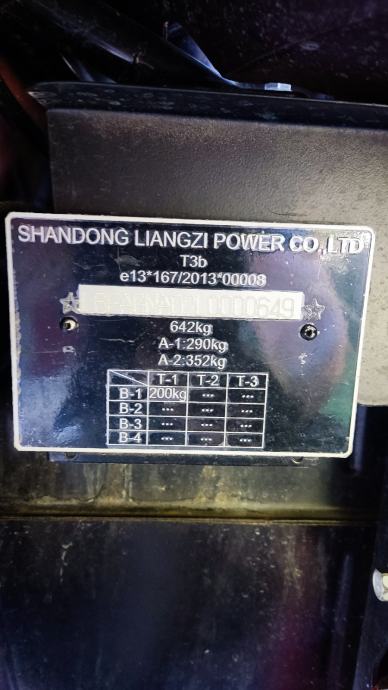 SHANDONG LIANGZI POWER CO.,LTD
T3b
e13*167/2013*00008
642kg
A-1:290kg
A-2:352kg
T-1 T-2 T-3
B-1 200kg --- ---
B-2 --- --- ---
B-3 --- --- ---
B-4 --- --- ---